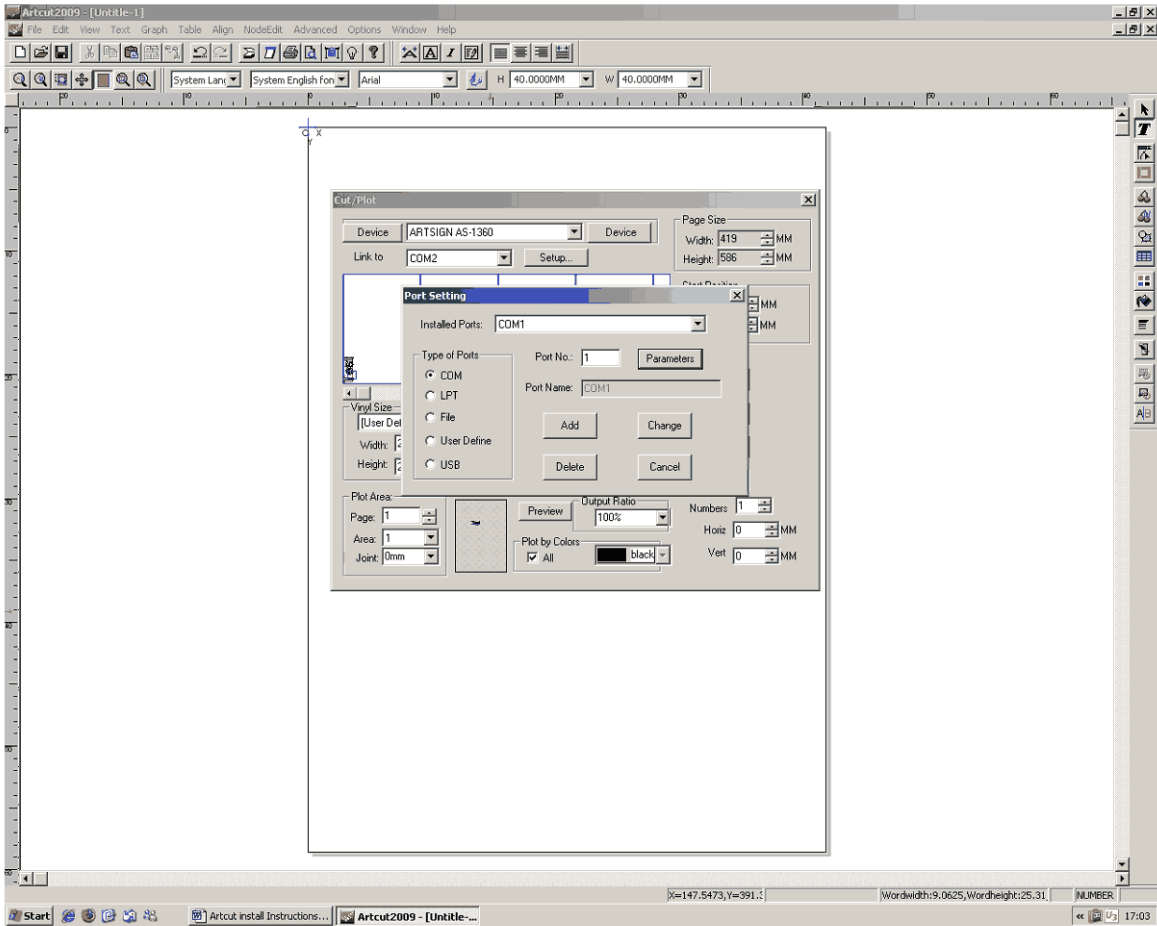 Artcut2009 - [Untitle-1]
File Edit View Text Graph Table Align NodeEdit Advanced Options Window Help
System Lang System English fon Arial H 40.0000MM W 40.0000MM
X
Y
Cut/Plot
Device ARTSIGN AS-1360 Device
Link to COM2 Setup...
Page Size
Width: 419 MM
Height: 586 MM
MM
MM
Port Setting
Installed Ports: COM1
Type of Ports
COM
LPT
File
User Define
USB
Port No.: 1 Parameters
Port Name: COM1
Add Change
Delete Cancel
Vinyl Size
[User Def
Width: 2
Height: 2
Plot Area:
Page: 1
Area: 1
Joint: 0mm
Preview
Output Ratio
100%
Plot by Colors
All black
Numbers 1
Horiz 0 MM
Vert 0 MM
X=147.5473,Y=391.3 Wordwidth:9.0625,Wordheight:25.31 NUMBER
Start Artcut install Instructions... Artcut2009 - [Untitle-... 17:03